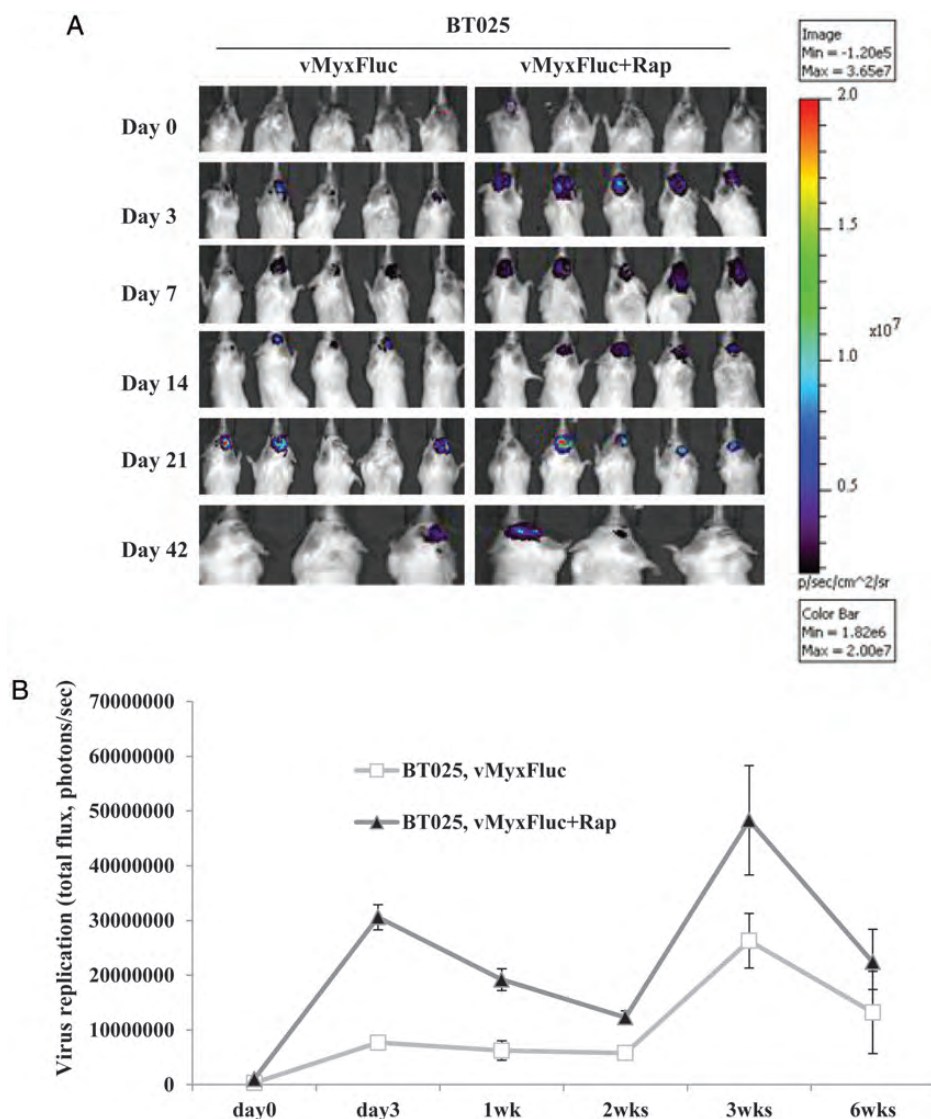 A
BT025
vMyxFluc
vMyxFluc+Rap
Day 0
Day 3
Day 7
Day 14
Day 21
Day 42
Image
Min = -1.20e5
Max = 3.65e7
2.0
1.5
x10^7
1.0
0.5
p/sec/cm^2/sr
Color Bar
Min = 1.82e6
Max = 2.00e7
B
Virus replication (total flux, photons/sec)
70000000
60000000
50000000
40000000
30000000
20000000
10000000
0
BT025, vMyxFluc
BT025, vMyxFluc+Rap
day0
day3
1wk
2wks
3wks
6wks